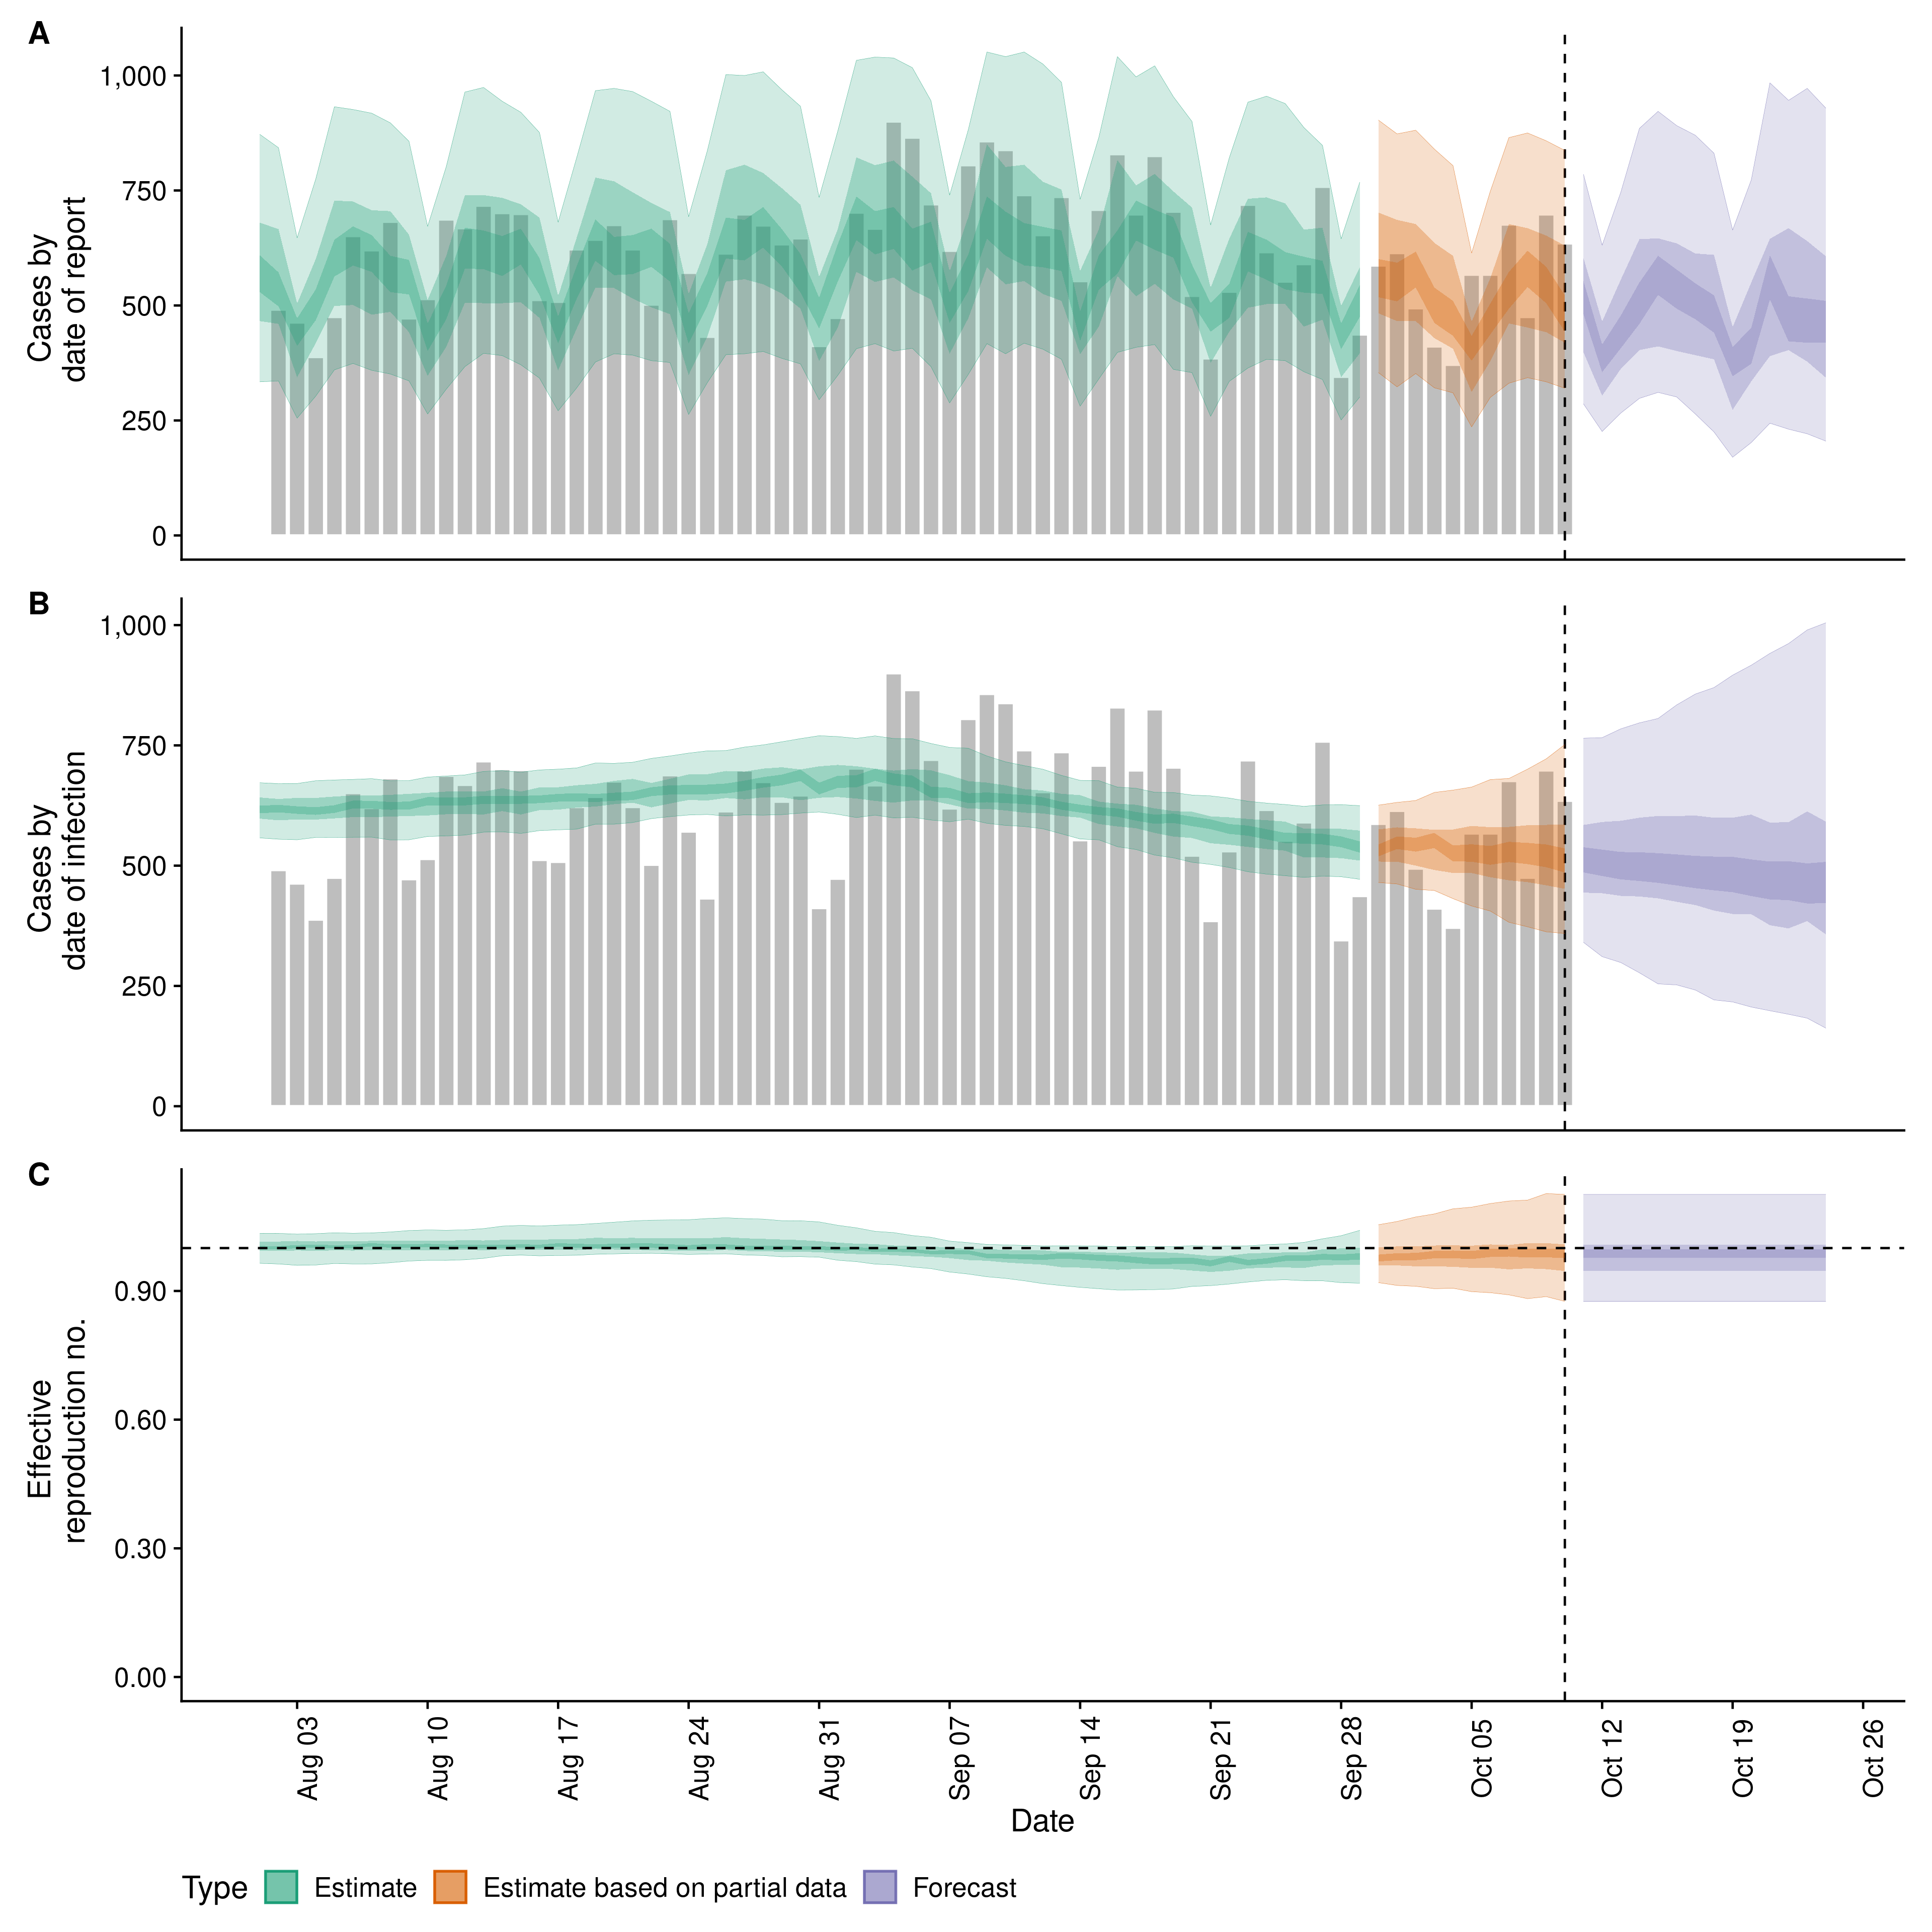 A
Cases by
date of report
1,000
750
500
250
0
B
Cases by
date of infection
1,000
750
500
250
0
C
Effective
reproduction no.
0.90
0.60
0.30
0.00
Aug 03
Aug 10
Aug 17
Aug 24
Aug 31
Sep 07
Sep 14
Sep 21
Sep 28
Oct 05
Oct 12
Oct 19
Oct 26
Date
Type Estimate Estimate based on partial data Forecast